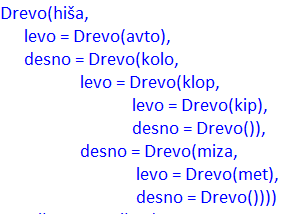 Drevo(hiša,
levo = Drevo(avto),
desno = Drevo(kolo,
levo = Drevo(klop,
levo = Drevo(kip),
desno = Drevo()),
desno = Drevo(miza,
levo = Drevo(met),
desno = Drevo())))